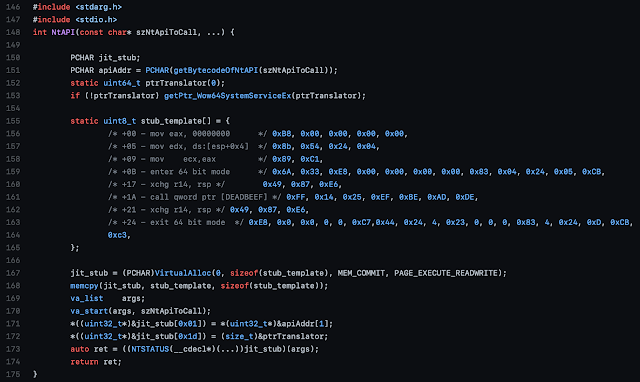 146 #include <stdarg.h>
147 #include <stdio.h>
148 int NtAPI(const char* szNtApiToCall, ...) {
149
150 PCHAR jit_stub;
151 PCHAR apiAddr = PCHAR(getBytecodeOfNtAPI(szNtApiToCall));
152 static uint64_t ptrTranslator(0);
153 if (!ptrTranslator) getPtr_Wow64SystemServiceEx(ptrTranslator);
154
155 static uint8_t stub_template[] = {
156 /* +00 - mov eax, 00000000 */ 0xB8, 0x00, 0x00, 0x00, 0x00,
157 /* +05 - mov edx, ds:[esp+0x4] */ 0x8b, 0x54, 0x24, 0x04,
158 /* +09 - mov ecx,eax */ 0x89, 0xC1,
159 /* +0B - enter 64 bit mode */ 0x6A, 0x33, 0xE8, 0x00, 0x00, 0x00, 0x00, 0x83, 0x04, 0x24, 0x05, 0xCB,
160 /* +17 - xchg r14, rsp */ 0x49, 0x87, 0xE6,
161 /* +1A - call qword ptr [DEADBEEF] */ 0xFF, 0x14, 0x25, 0xEF, 0xBE, 0xAD, 0xDE,
162 /* +21 - xchg r14, rsp */ 0x49, 0x87, 0xE6,
163 /* +24 - exit 64 bit mode */ 0xE8, 0x0, 0x0, 0, 0, 0xC7,0x44, 0x24, 4, 0x23, 0, 0, 0, 0x83, 4, 0x24, 0xD, 0xCB,
164 0xc3,
165 };
166
167 jit_stub = (PCHAR)VirtualAlloc(0, sizeof(stub_template), MEM_COMMIT, PAGE_EXECUTE_READWRITE);
168 memcpy(jit_stub, stub_template, sizeof(stub_template));
169 va_list args;
170 va_start(args, szNtApiToCall);
171 *((uint32_t*)&jit_stub[0x01]) = *(uint32_t*)&apiAddr[1];
172 *((uint32_t*)&jit_stub[0x1d]) = (size_t)&ptrTranslator;
173 auto ret = ((NTSTATUS(__cdecl*)(...))jit_stub)(args);
174 return ret;
175 }